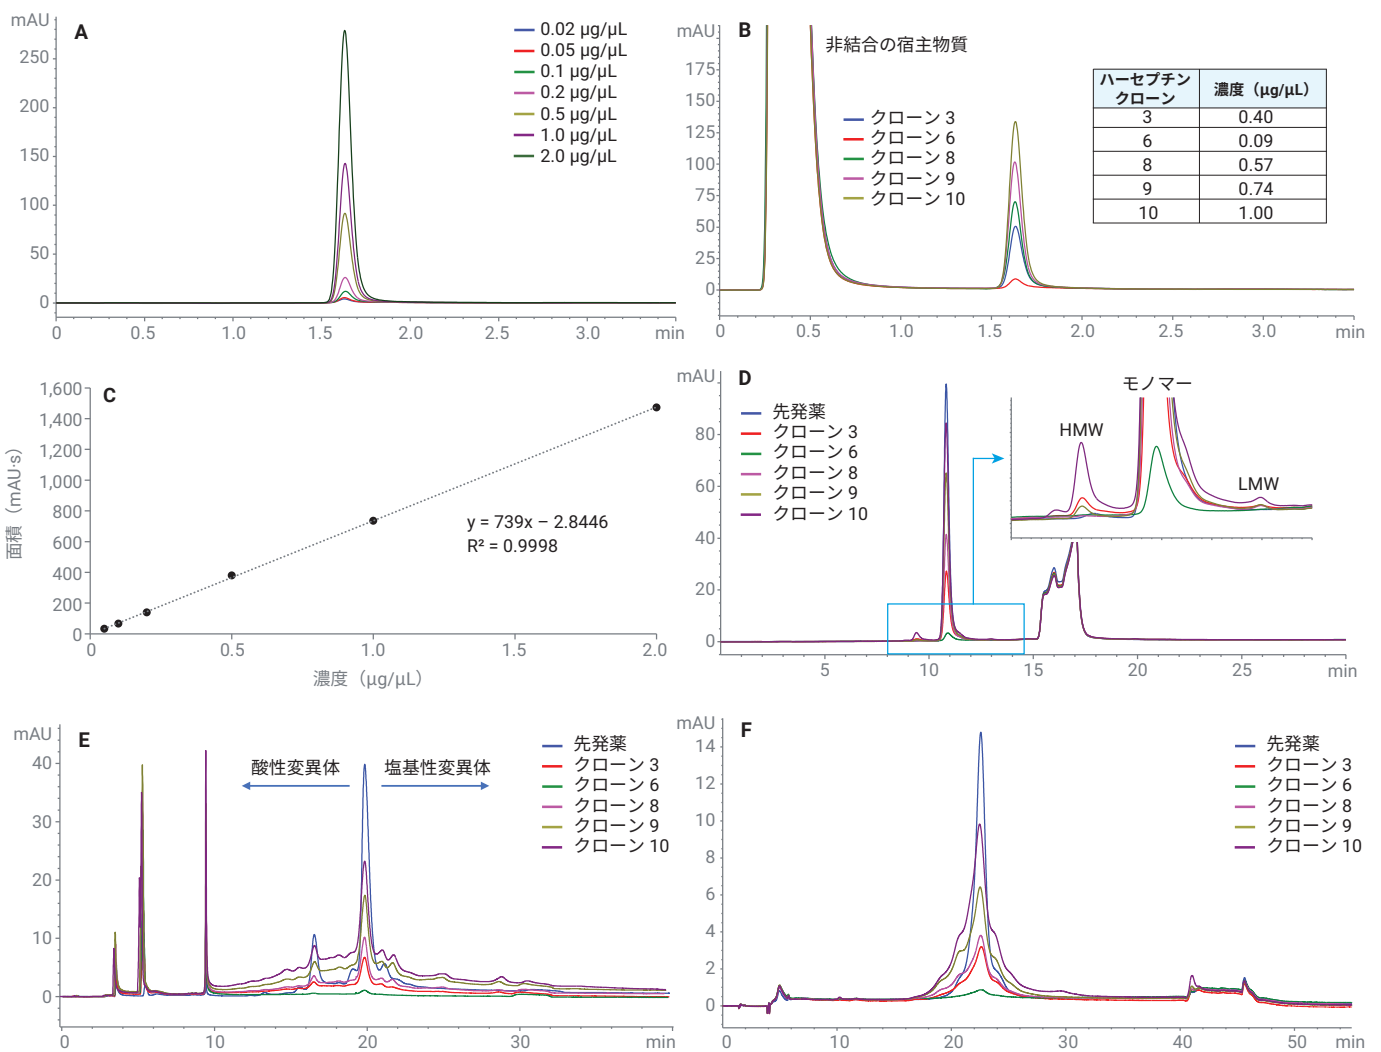 A
mAU
250
200
150
100
50
0
0
0.5
1.0
1.5
2.0
2.5
3.0
min
0.02 µg/µL
0.05 µg/µL
0.1 µg/µL
0.2 µg/µL
0.5 µg/µL
1.0 µg/µL
2.0 µg/µL
B
mAU
175
150
125
100
75
50
25
0
0
0.5
1.0
1.5
2.0
2.5
3.0
min
非結合の宿主物質
クローン 3
クローン 6
クローン 8
クローン 9
クローン 10
ハーセプチン
クローン
濃度（µg/µL）
3 0.40
6 0.09
8 0.57
9 0.74
10 1.00
C
1,600
1,400
1,200
1,000
800
600
400
200
0
面積（mAU·s）
0
0.5
1.0
1.5
2.0
濃度（µg/µL）
y = 739x – 2.8446
R² = 0.9998
D
mAU
80
60
40
20
0
5
10
15
20
25
min
先発薬
クローン 3
クローン 6
クローン 8
クローン 9
クローン 10
モノマー
HMW
LMW
E
mAU
40
30
20
10
0
0
10
20
30
min
酸性変異体
塩基性変異体
先発薬
クローン 3
クローン 6
クローン 8
クローン 9
クローン 10
F
mAU
14
12
10
8
6
4
2
0
0
10
20
30
40
50
min
先発薬
クローン 3
クローン 6
クローン 8
クローン 9
クローン 10